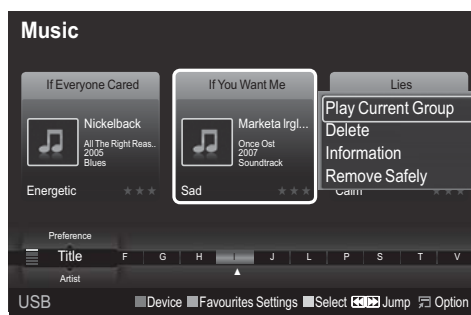 Music
If Everyone Cared
Nickelback
All The Right Reas..
2005
Blues
Energetic
If You Want Me
Marketa Irgl...
Once Ost
2007
Soundtrack
Sad
Lies
Play Current Group
Delete
Information
Remove Safely
Calm
Preference
Title F G H I J L P S T V
Artist
USB Device Favourites Settings Select Jump Option